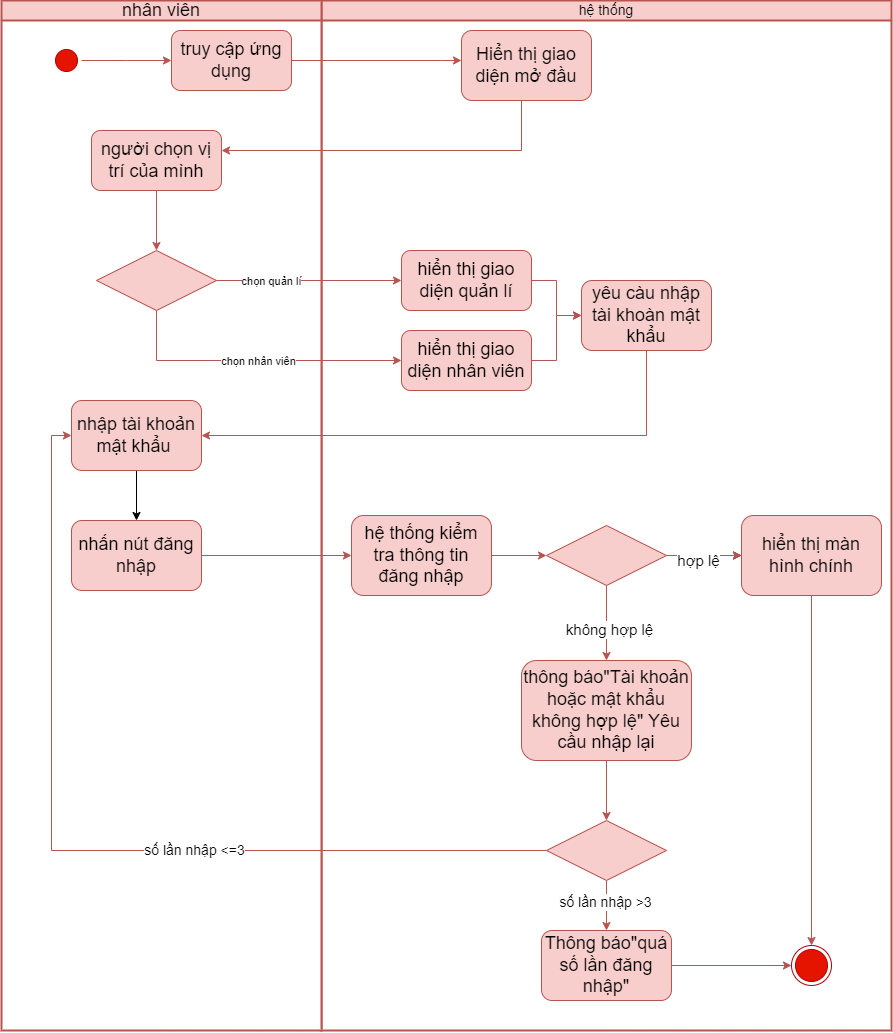 nhân viên
hệ thống
truy cập ứng
dụng
Hiển thị giao
diện mở đầu
người chọn vị
trí của mình
chọn quản lí
hiển thị giao
diện quản lí
yêu càu nhập
tài khoàn mật
khẩu
chọn nhân viên
hiển thị giao
diện nhân viên
nhập tài khoản
mật khẩu
nhấn nút đăng
nhập
hệ thống kiểm
tra thông tin
đăng nhập
hợp lệ
hiển thị màn
hình chính
không hợp lệ
thông báo"Tài khoản
hoặc mật khẩu
không hợp lệ" Yêu
cầu nhập lại
số lần nhập <=3
số lần nhập >3
Thông báo"quá
số lần đăng
nhập"